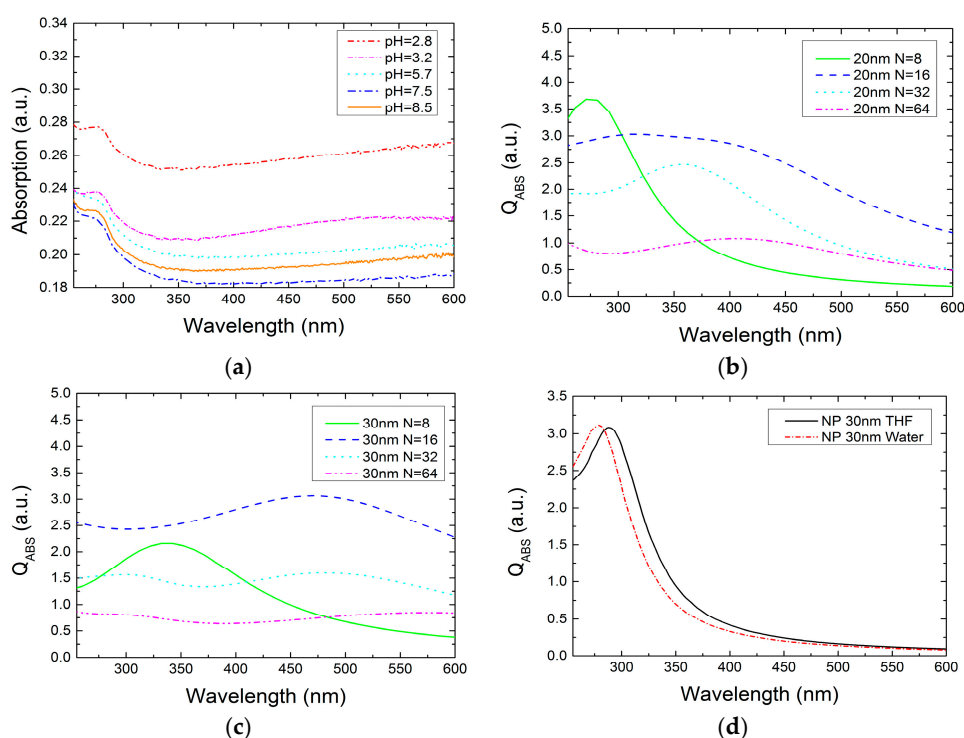 0.34
0.32
0.30
0.28
0.26
0.24
0.22
0.20
0.18
Absorption (a.u.)
pH=2.8
pH=3.2
pH=5.7
pH=7.5
pH=8.5
300 350 400 450 500 550 600
Wavelength (nm)
(a)
5.0
4.5
4.0
3.5
3.0
2.5
2.0
1.5
1.0
0.5
0.0
QABS (a.u.)
20nm N=8
20nm N=16
20nm N=32
20nm N=64
300 350 400 450 500 550 600
Wavelength (nm)
(b)
5.0
4.5
4.0
3.5
3.0
2.5
2.0
1.5
1.0
0.5
0.0
QABS (a.u.)
30nm N=8
30nm N=16
30nm N=32
30nm N=64
300 350 400 450 500 550 600
Wavelength (nm)
(c)
3.5
3.0
2.5
2.0
1.5
1.0
0.5
0.0
QABS (a.u.)
NP 30nm THF
NP 30nm Water
300 350 400 450 500 550 600
Wavelength (nm)
(d)